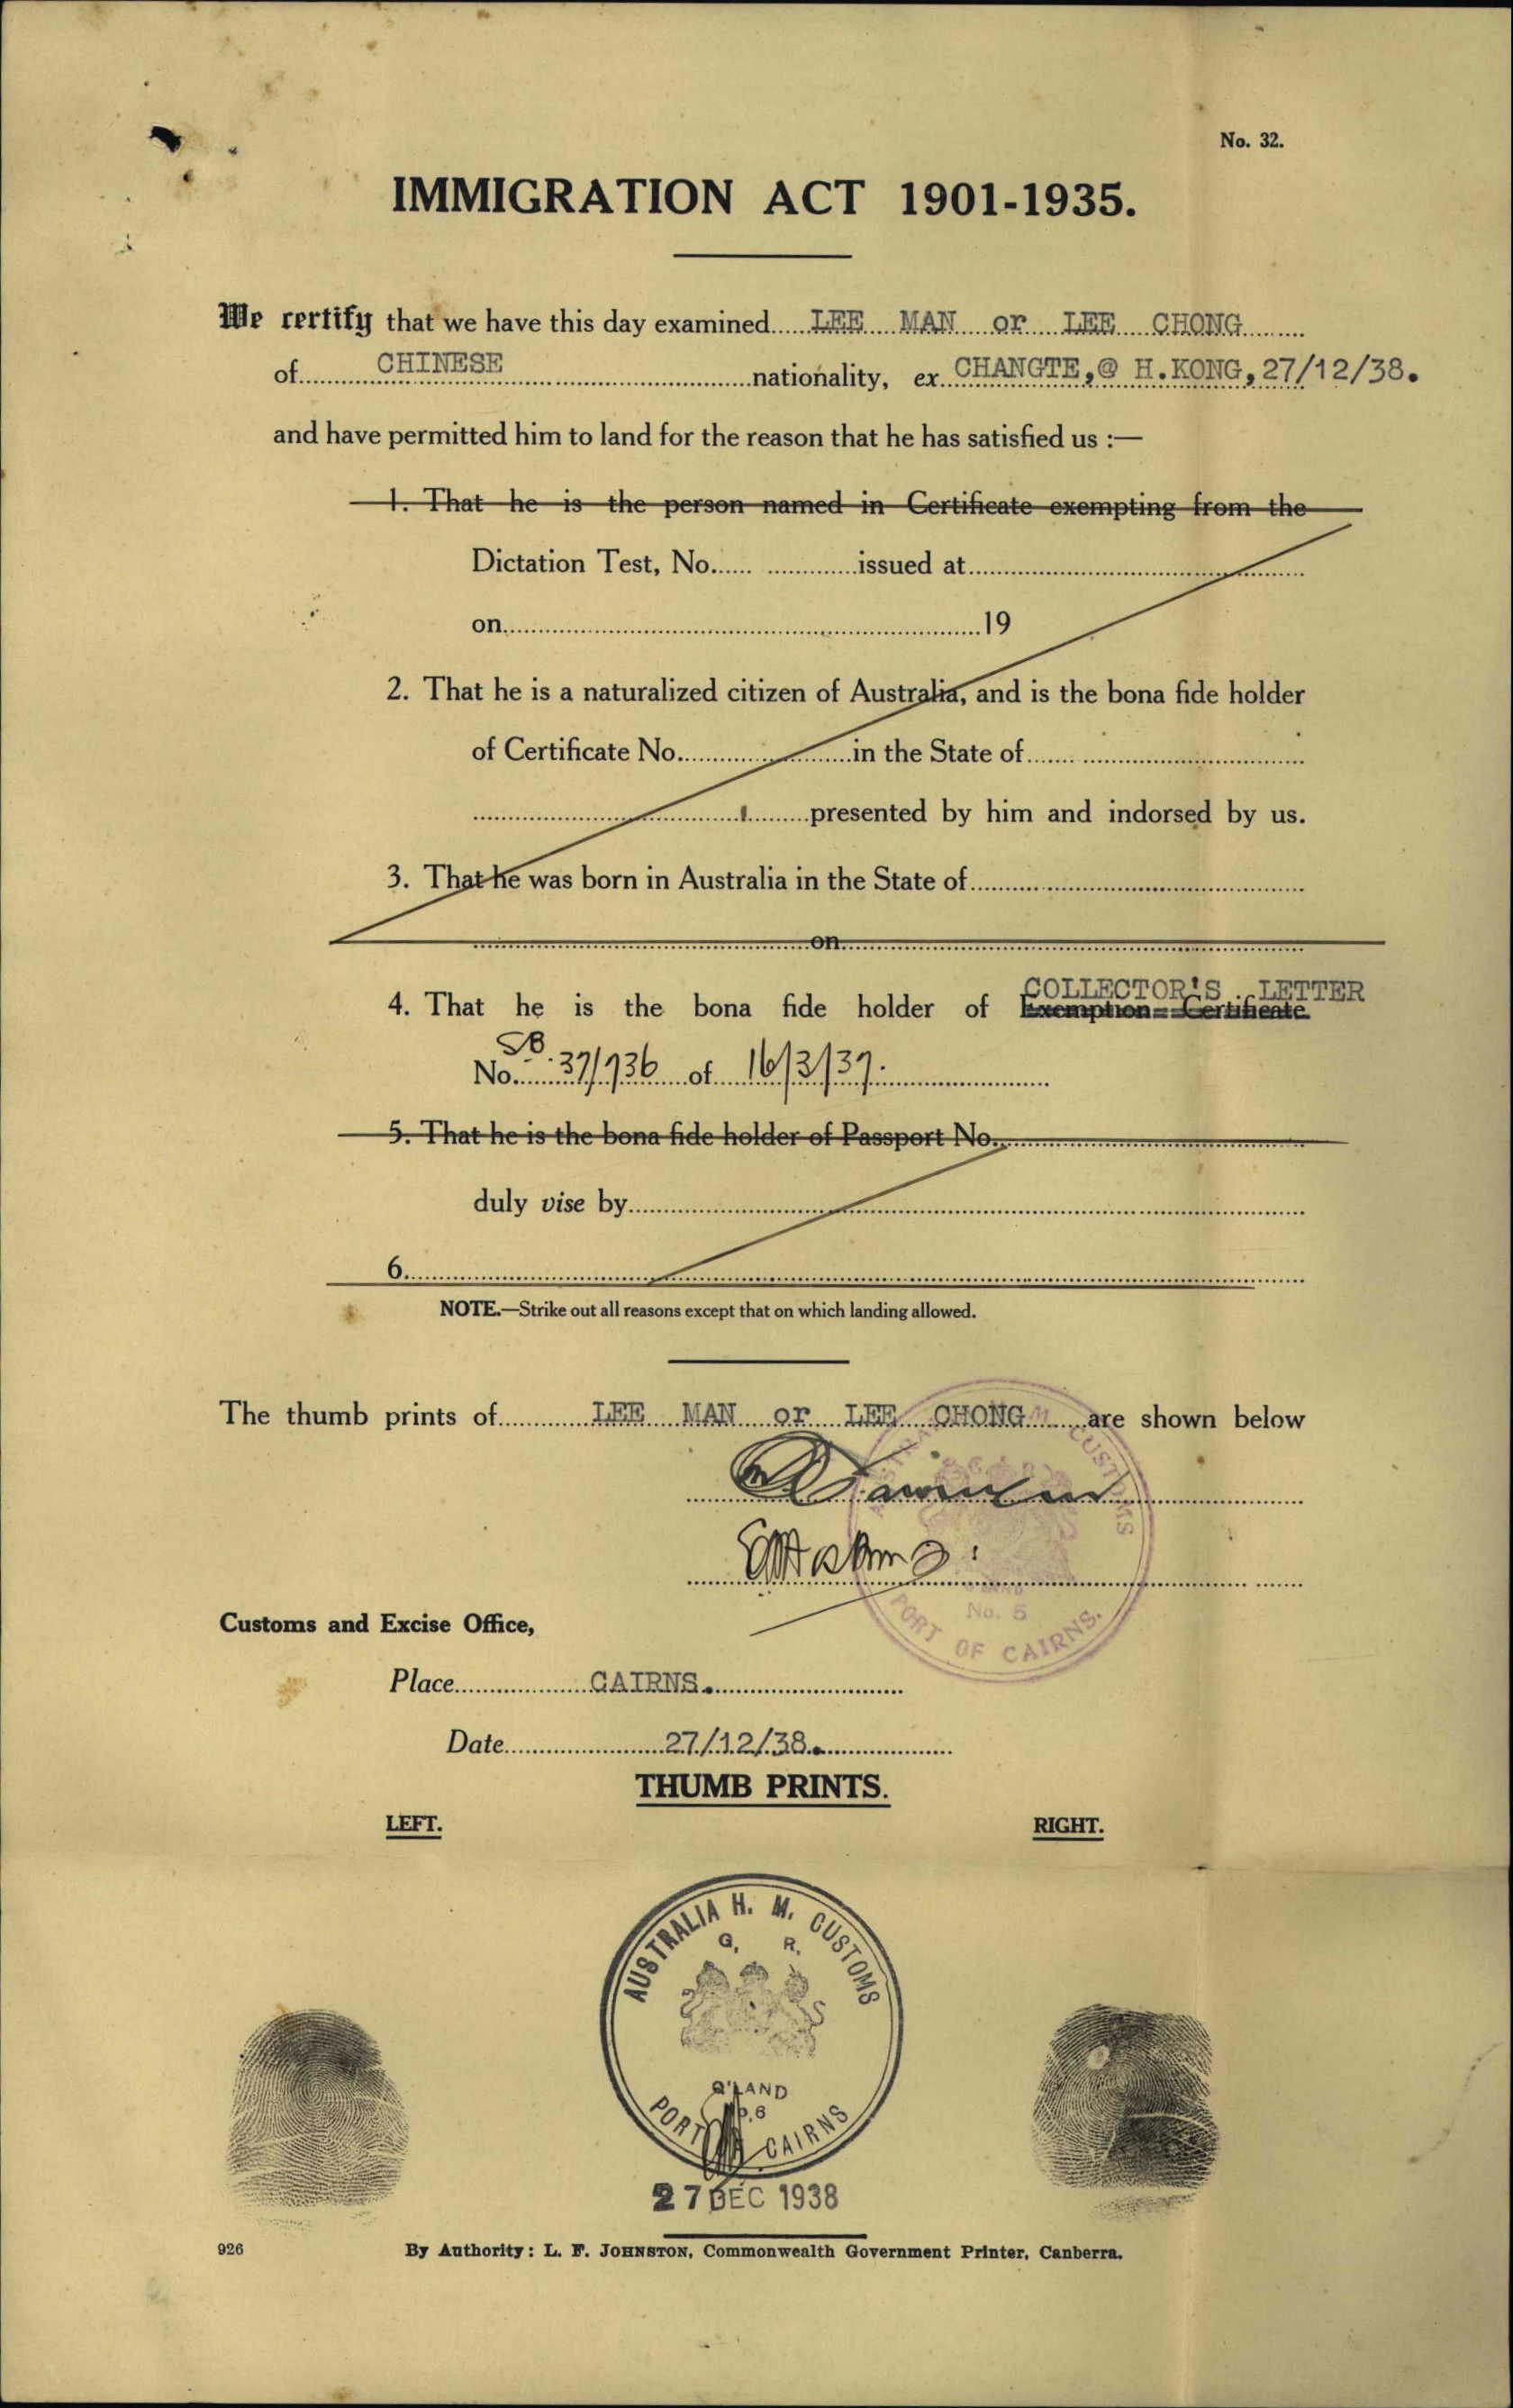 No. 32.
IMMIGRATION ACT 1901-1935.
We certify that we have this day examined LEE MAN or LEE CHONG
of CHINESE nationality, ex CHANGTE,@ H.KONG,27/12/38.
and have permitted him to land for the reason that he has satisfied us :—
1. That he is the person named in Certificate exempting from the
Dictation Test, No. issued at
on 19
2. That he is a naturalized citizen of Australia, and is the bona fide holder
of Certificate No. in the State of
presented by him and indorsed by us.
3. That he was born in Australia in the State of
on
COLLECTOR'S LETTER
4. That he is the bona fide holder of Exemption Certificate
No. 37/936 of 16/3/37.
5. That he is the bona fide holder of Passport No.
duly vise by
6.
NOTE.—Strike out all reasons except that on which landing allowed.
The thumb prints of LEE MAN or LEE CHONG are shown below
CUSTOMS
No. 5
PORT OF CAIRNS.
Customs and Excise Office,
Place CAIRNS.
Date 27/12/38.
THUMB PRINTS.
LEFT. RIGHT.
AUSTRALIA H. M. CUSTOMS
G. R.
Q'LAND
PORT CAIRNS
27 DEC 1938
926 By Authority: L. F. JOHNSTON, Commonwealth Government Printer, Canberra.